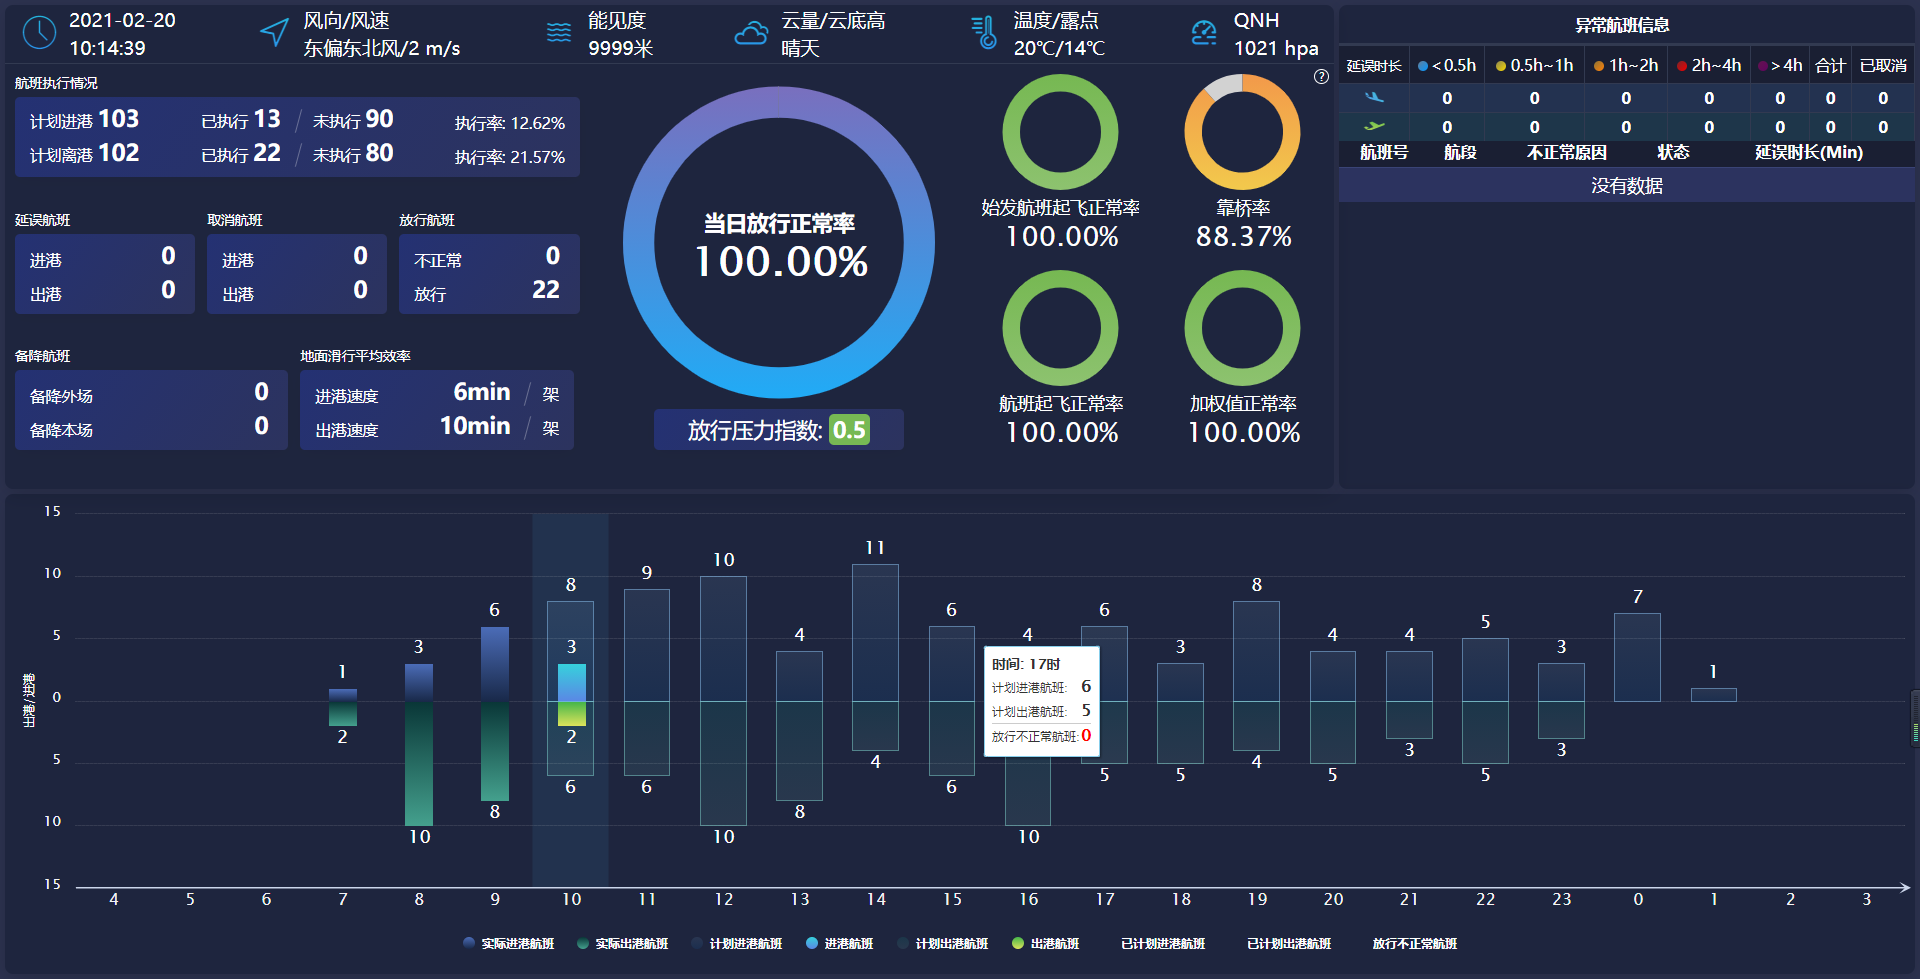 2021-02-20
10:14:39
风向/风速
东偏东北风/2 m/s
能见度
9999米
云量/云底高
晴天
温度/露点
20℃/14℃
QNH
1021 hpa
航班执行情况
计划进港 103 已执行 13 / 未执行 90 执行率: 12.62%
计划离港 102 已执行 22 / 未执行 80 执行率: 21.57%
延误航班
进港 0
出港 0
取消航班
进港 0
出港 0
放行航班
不正常 0
放行 22
备降航班
备降外场 0
备降本场 0
地面滑行平均效率
进港速度 6min / 架
出港速度 10min / 架
当日放行正常率
100.00%
放行压力指数: 0.5
?
始发航班起飞正常率
100.00%
靠桥率
88.37%
航班起飞正常率
100.00%
加权值正常率
100.00%
异常航班信息
延误时长 < 0.5h 0.5h~1h 1h~2h 2h~4h > 4h 合计 已取消
0 0 0 0 0 0 0
0 0 0 0 0 0 0
航班号 航段 不正常原因 状态 延误时长(Min)
没有数据
出港/进港
15
10
5
0
5
10
15
1 3 6 8 3 9 10 4 11 6 4 6 3 8 4 4 5 3 7 1
2 10 8 2 6 6 10 8 4 6 10 5 5 4 5 3 5 3
时间: 17时
计划进港航班: 6
计划出港航班: 5
放行不正常航班: 0
4 5 6 7 8 9 10 11 12 13 14 15 16 17 18 19 20 21 22 23 0 1 2 3
实际进港航班 实际出港航班 计划进港航班 进港航班 计划出港航班 出港航班 已计划进港航班 已计划出港航班 放行不正常航班